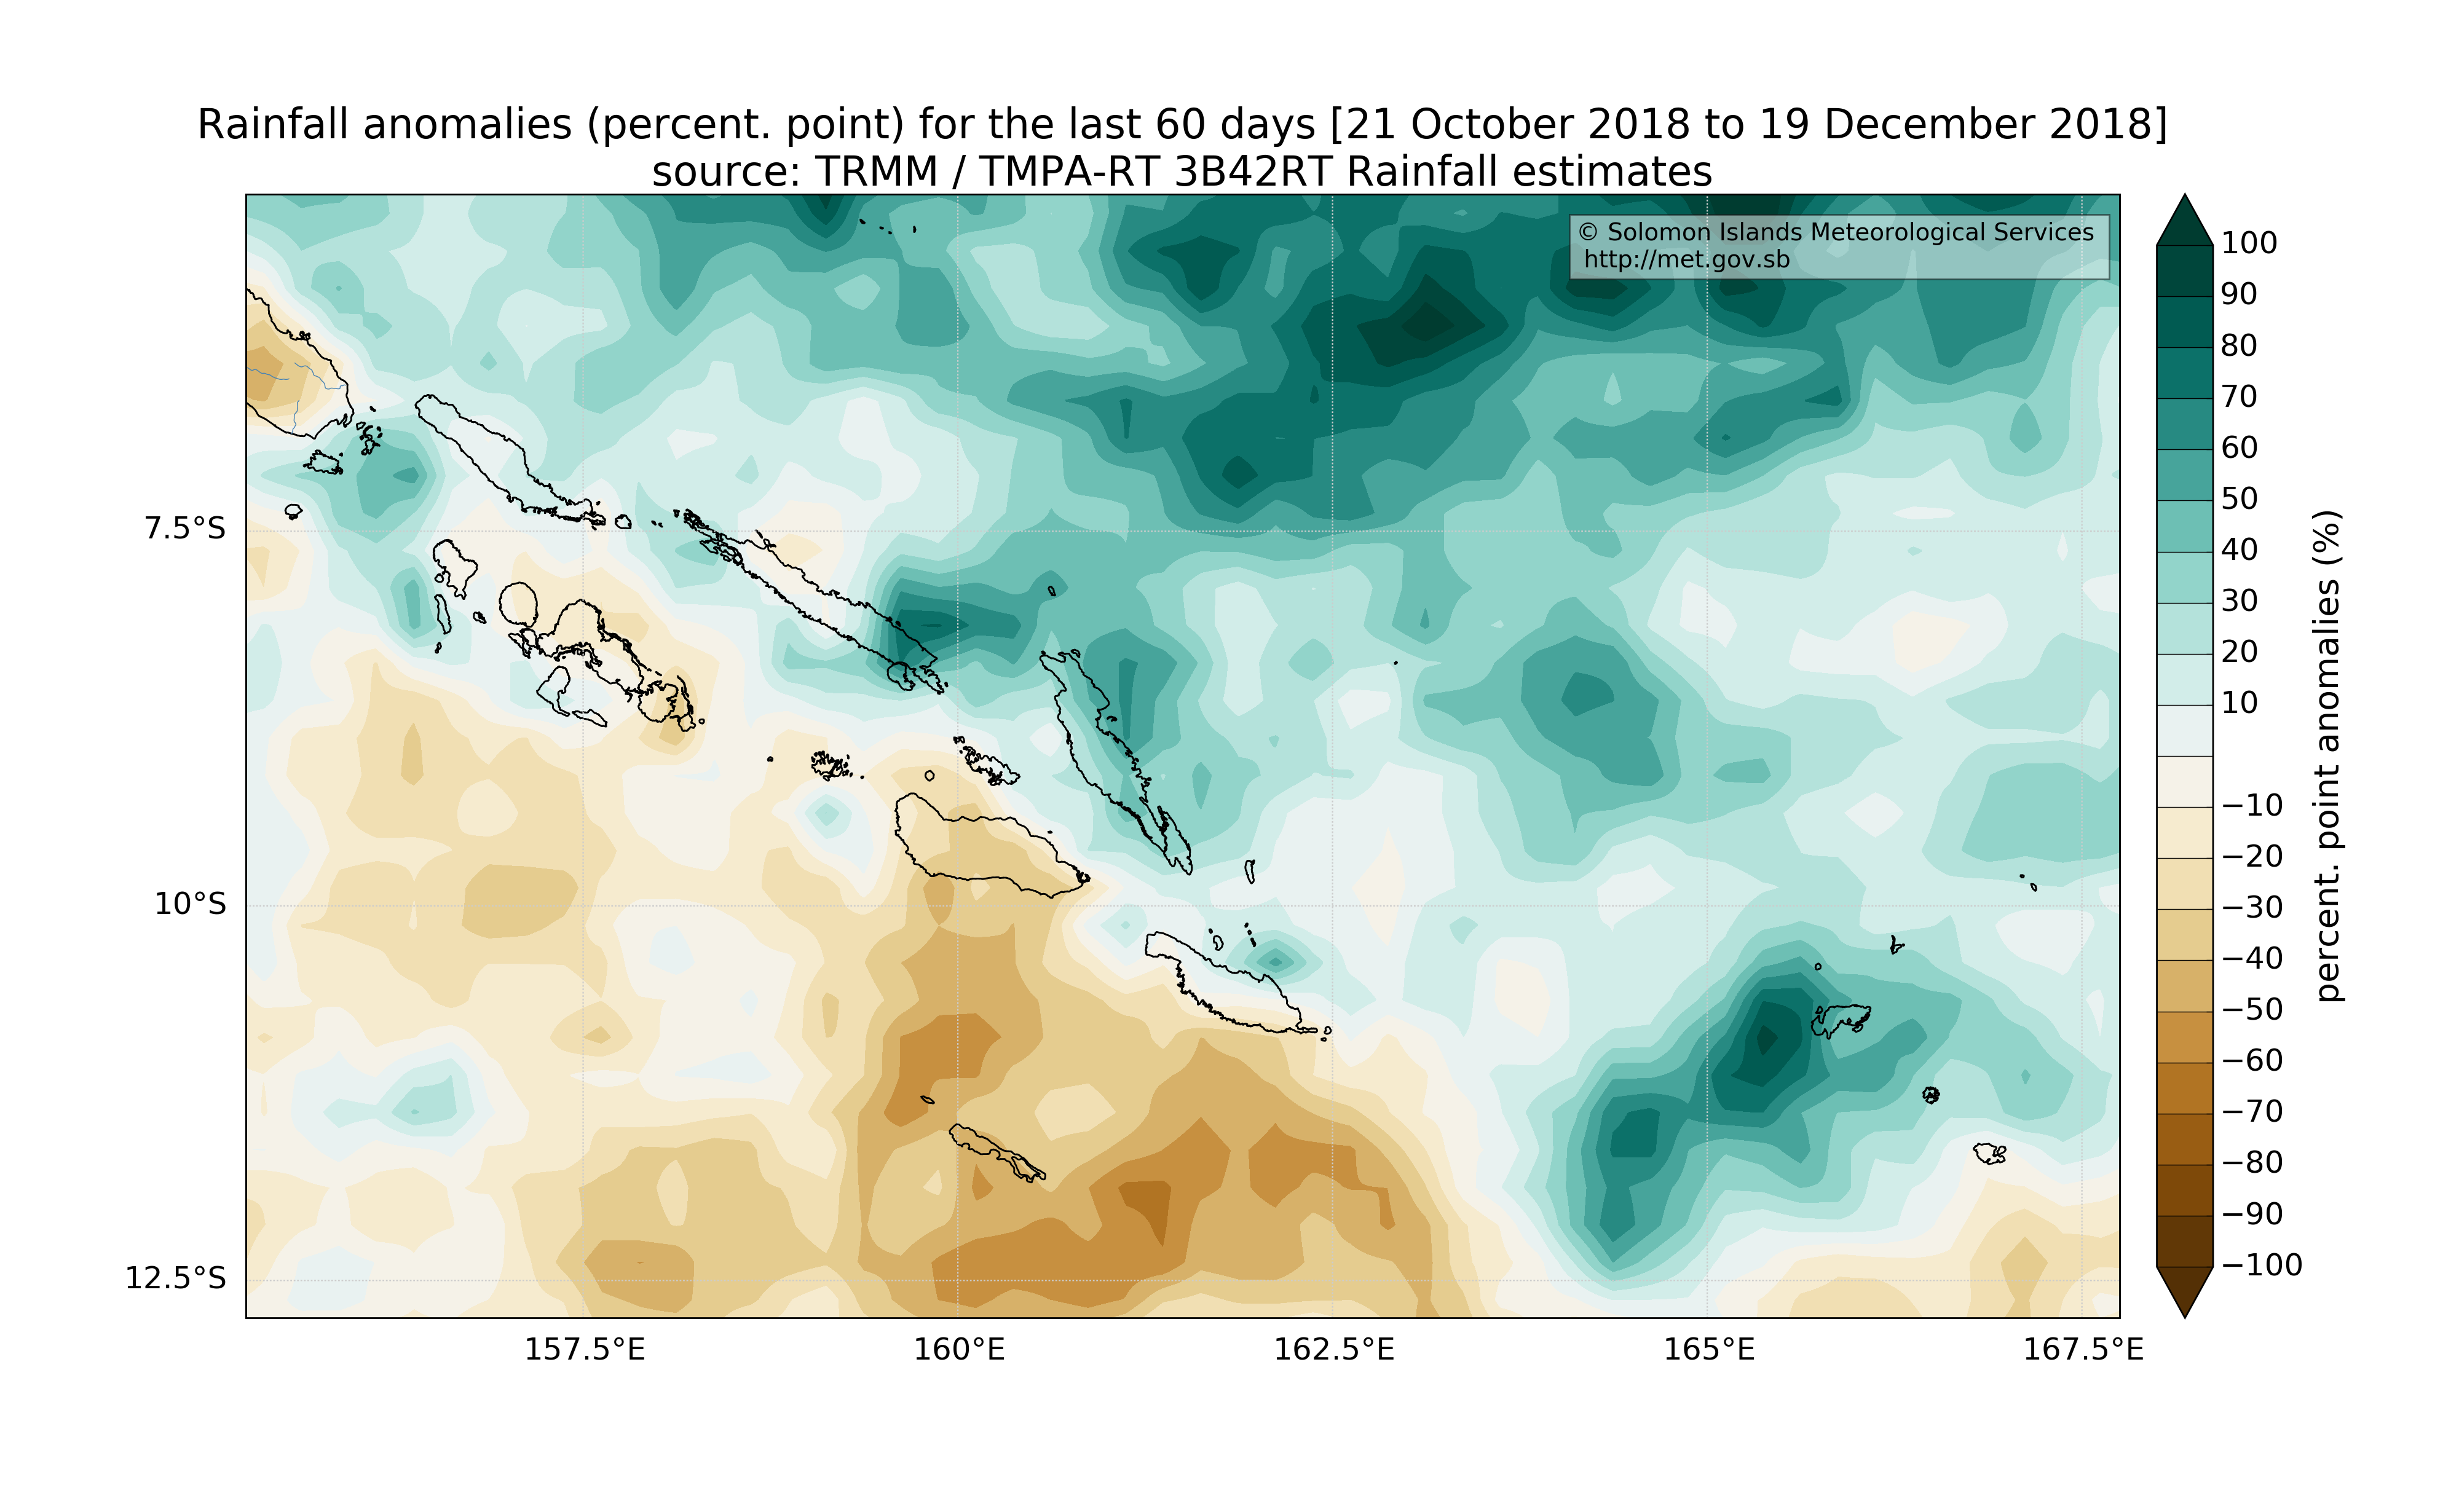 Rainfall anomalies (percent. point) for the last 60 days [21 October 2018 to 19 December 2018]
source: TRMM / TMPA-RT 3B42RT Rainfall estimates
© Solomon Islands Meteorological Services
http://met.gov.sb
7.5°S
10°S
12.5°S
157.5°E
160°E
162.5°E
165°E
167.5°E
100
90
80
70
60
50
40
30
20
10
−10
−20
−30
−40
−50
−60
−70
−80
−90
−100
percent. point anomalies (%)